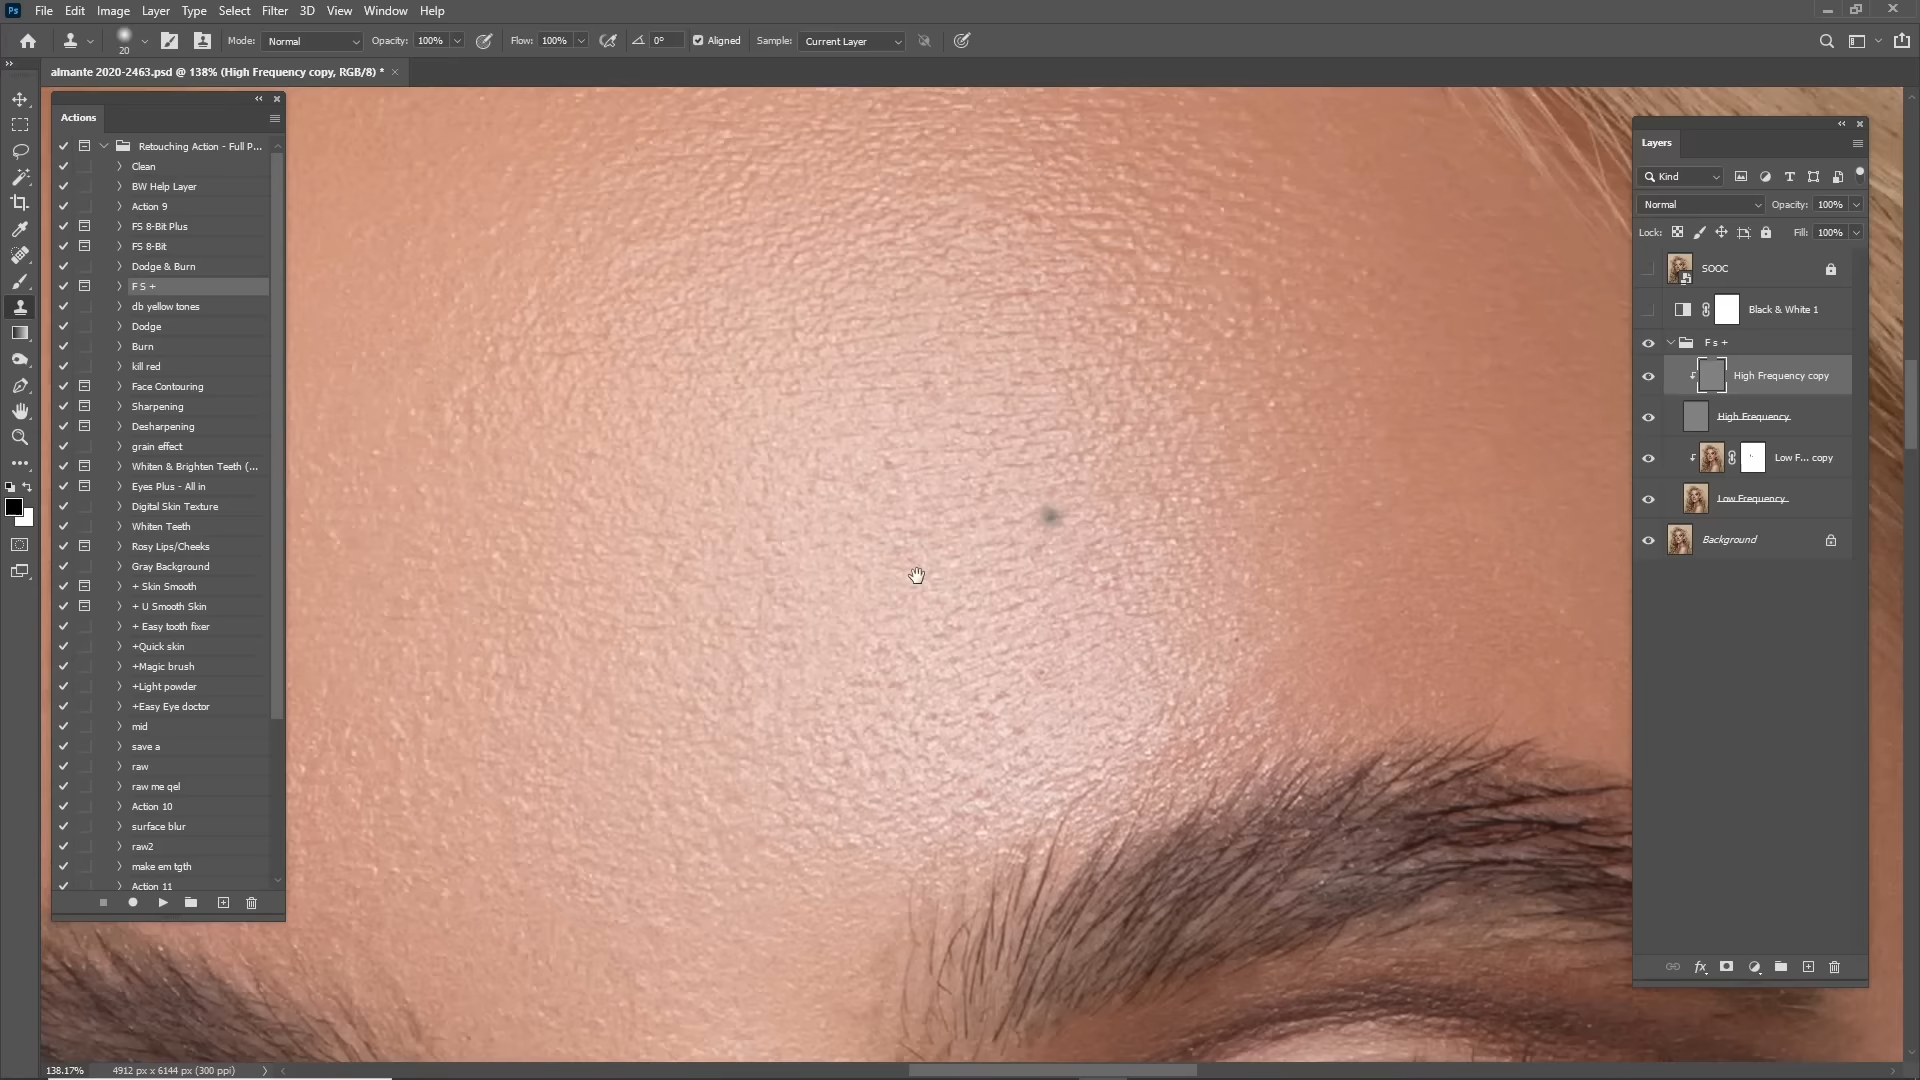 Ps File Edit Image Layer Type Select Filter 3D View Window Help
20 Mode: Normal Opacity: 100% Flow: 100% 0° Aligned Sample: Current Layer
almante 2020-2463.psd @ 138% (High Frequency copy, RGB/8) *
Actions
Retouching Action - Full P...
Clean
BW Help Layer
Action 9
FS 8-Bit Plus
FS 8-Bit
Dodge & Burn
F S +
db yellow tones
Dodge
Burn
kill red
Face Contouring
Sharpening
Desharpening
grain effect
Whiten & Brighten Teeth (...
Eyes Plus - All in
Digital Skin Texture
Whiten Teeth
Rosy Lips/Cheeks
Gray Background
+ Skin Smooth
+ U Smooth Skin
+ Easy tooth fixer
+Quick skin
+Magic brush
+Light powder
+Easy Eye doctor
mid
save a
raw
raw me qel
Action 10
surface blur
raw2
make em tgth
Action 11
Layers
Kind
Normal Opacity: 100%
Lock: Fill: 100%
SOOC
Black & White 1
F s +
High Frequency copy
High Frequency
Low F... copy
Low Frequency
Background
fx
138.17% 4912 px x 6144 px (300 ppi)